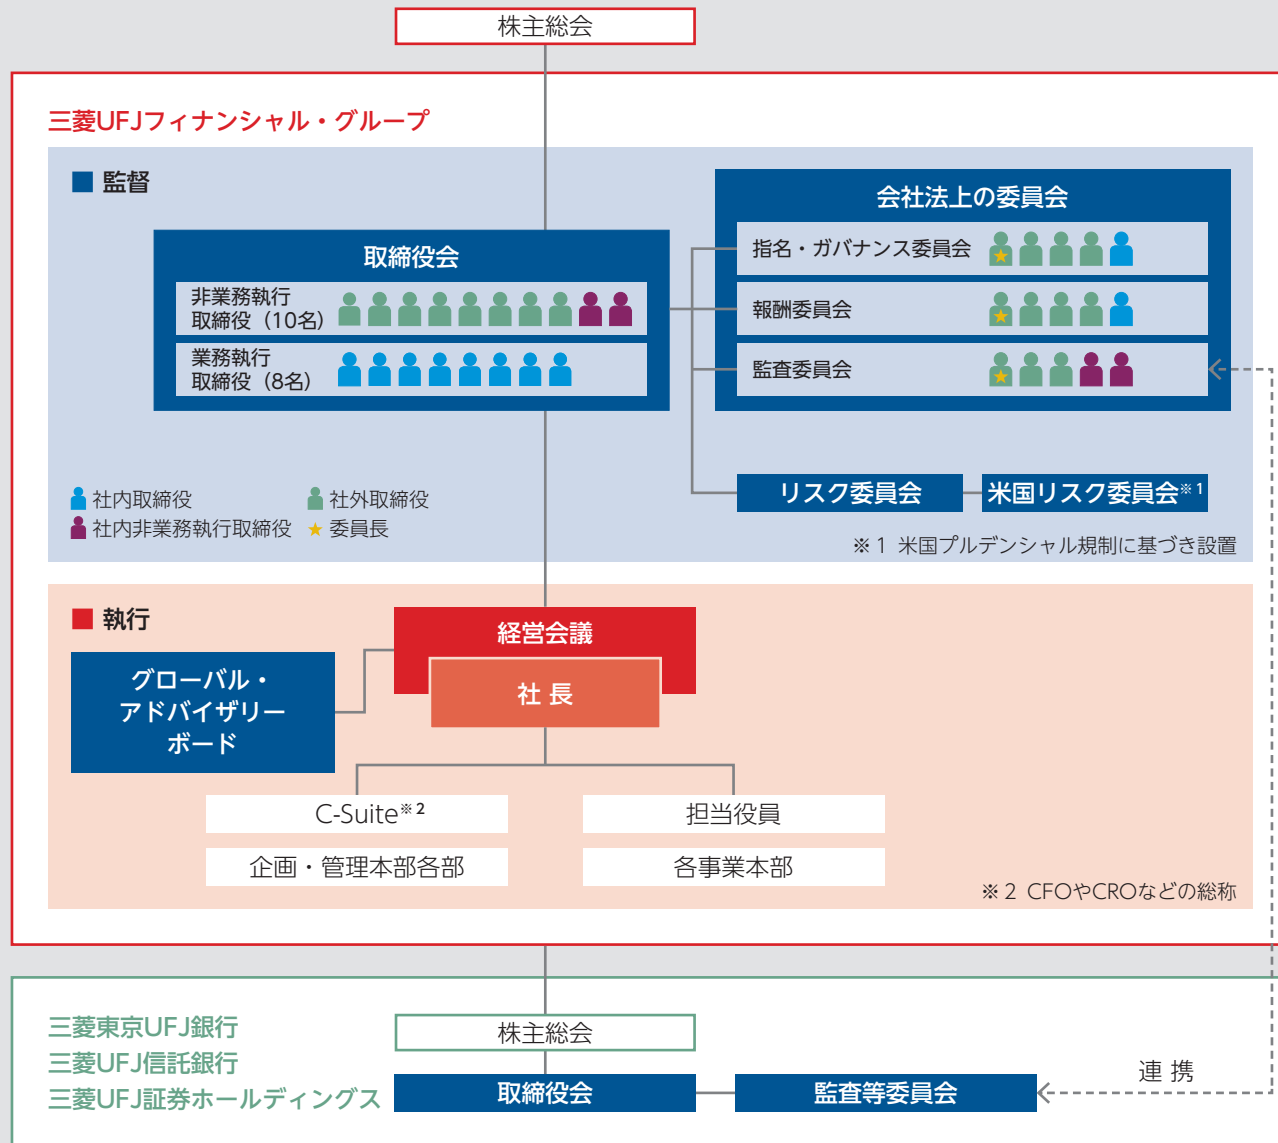 株主総会
三菱UFJフィナンシャル・グループ
監督
取締役会
非業務執行
取締役（10名）
業務執行
取締役（8名）
会社法上の委員会
指名・ガバナンス委員会
報酬委員会
監査委員会
リスク委員会
米国リスク委員会※1
社内取締役
社外取締役
社内非業務執行取締役
★ 委員長
※1 米国プルデンシャル規制に基づき設置
執行
経営会議
社 長
グローバル・
アドバイザリー
ボード
C-Suite※2
担当役員
企画・管理本部各部
各事業本部
※2 CFOやCROなどの総称
三菱東京UFJ銀行
三菱UFJ信託銀行
三菱UFJ証券ホールディングス
株主総会
取締役会
監査等委員会
連 携